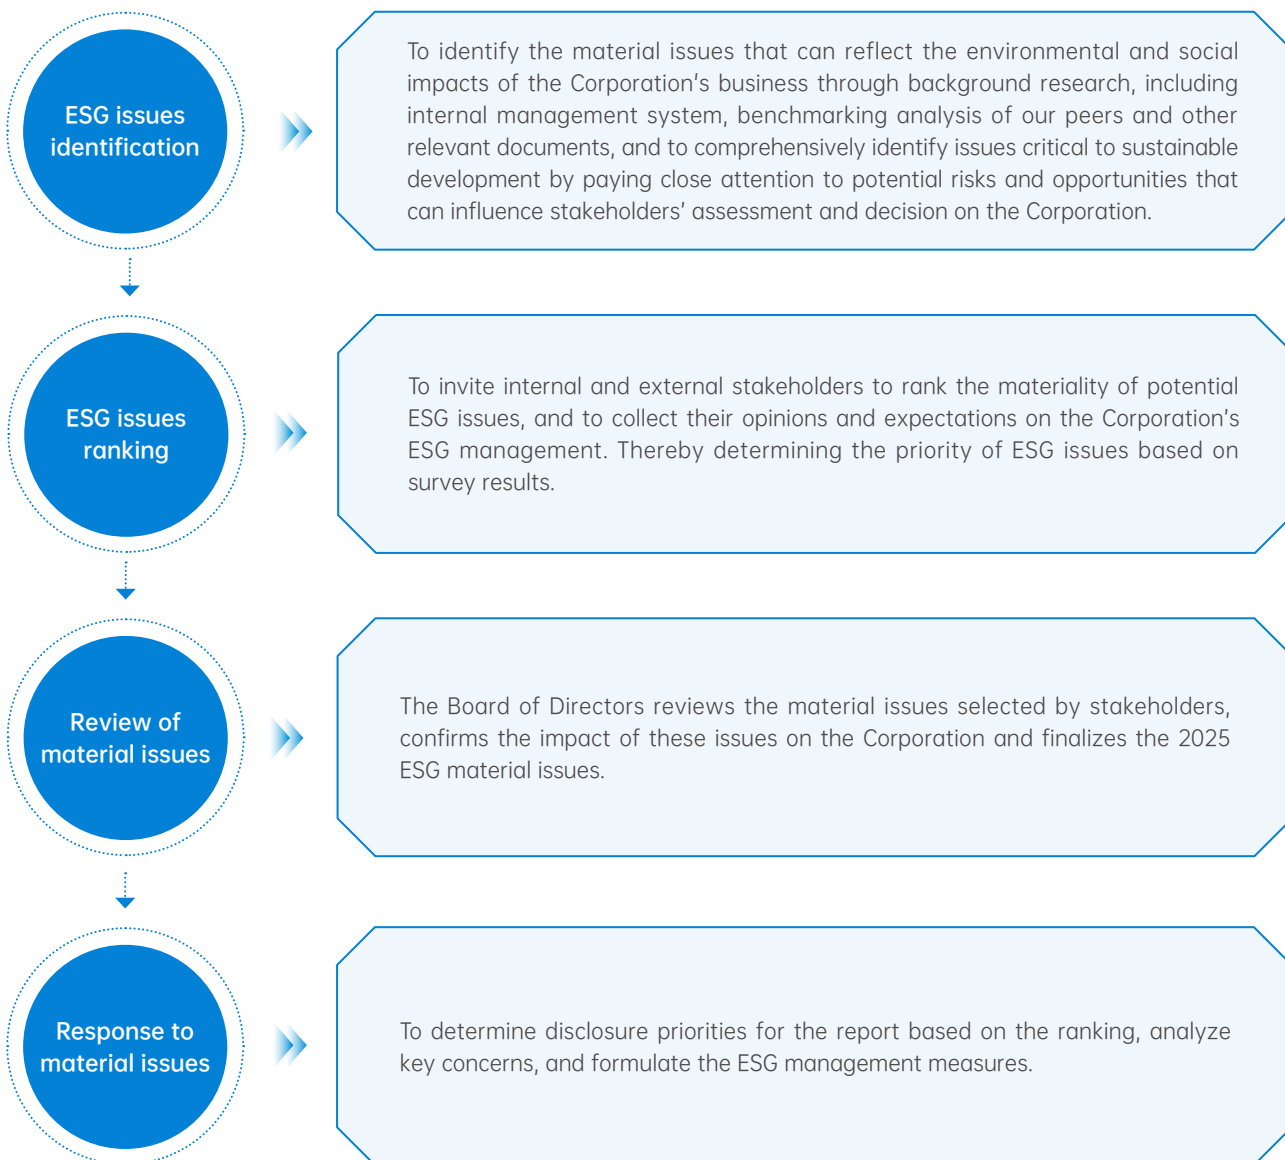 ESG issues
identification
To identify the material issues that can reflect the environmental and social
impacts of the Corporation's business through background research, including
internal management system, benchmarking analysis of our peers and other
relevant documents, and to comprehensively identify issues critical to sustainable
development by paying close attention to potential risks and opportunities that
can influence stakeholders' assessment and decision on the Corporation.
ESG issues
ranking
To invite internal and external stakeholders to rank the materiality of potential
ESG issues, and to collect their opinions and expectations on the Corporation's
ESG management. Thereby determining the priority of ESG issues based on
survey results.
Review of
material issues
The Board of Directors reviews the material issues selected by stakeholders,
confirms the impact of these issues on the Corporation and finalizes the 2025
ESG material issues.
Response to
material issues
To determine disclosure priorities for the report based on the ranking, analyze
key concerns, and formulate the ESG management measures.